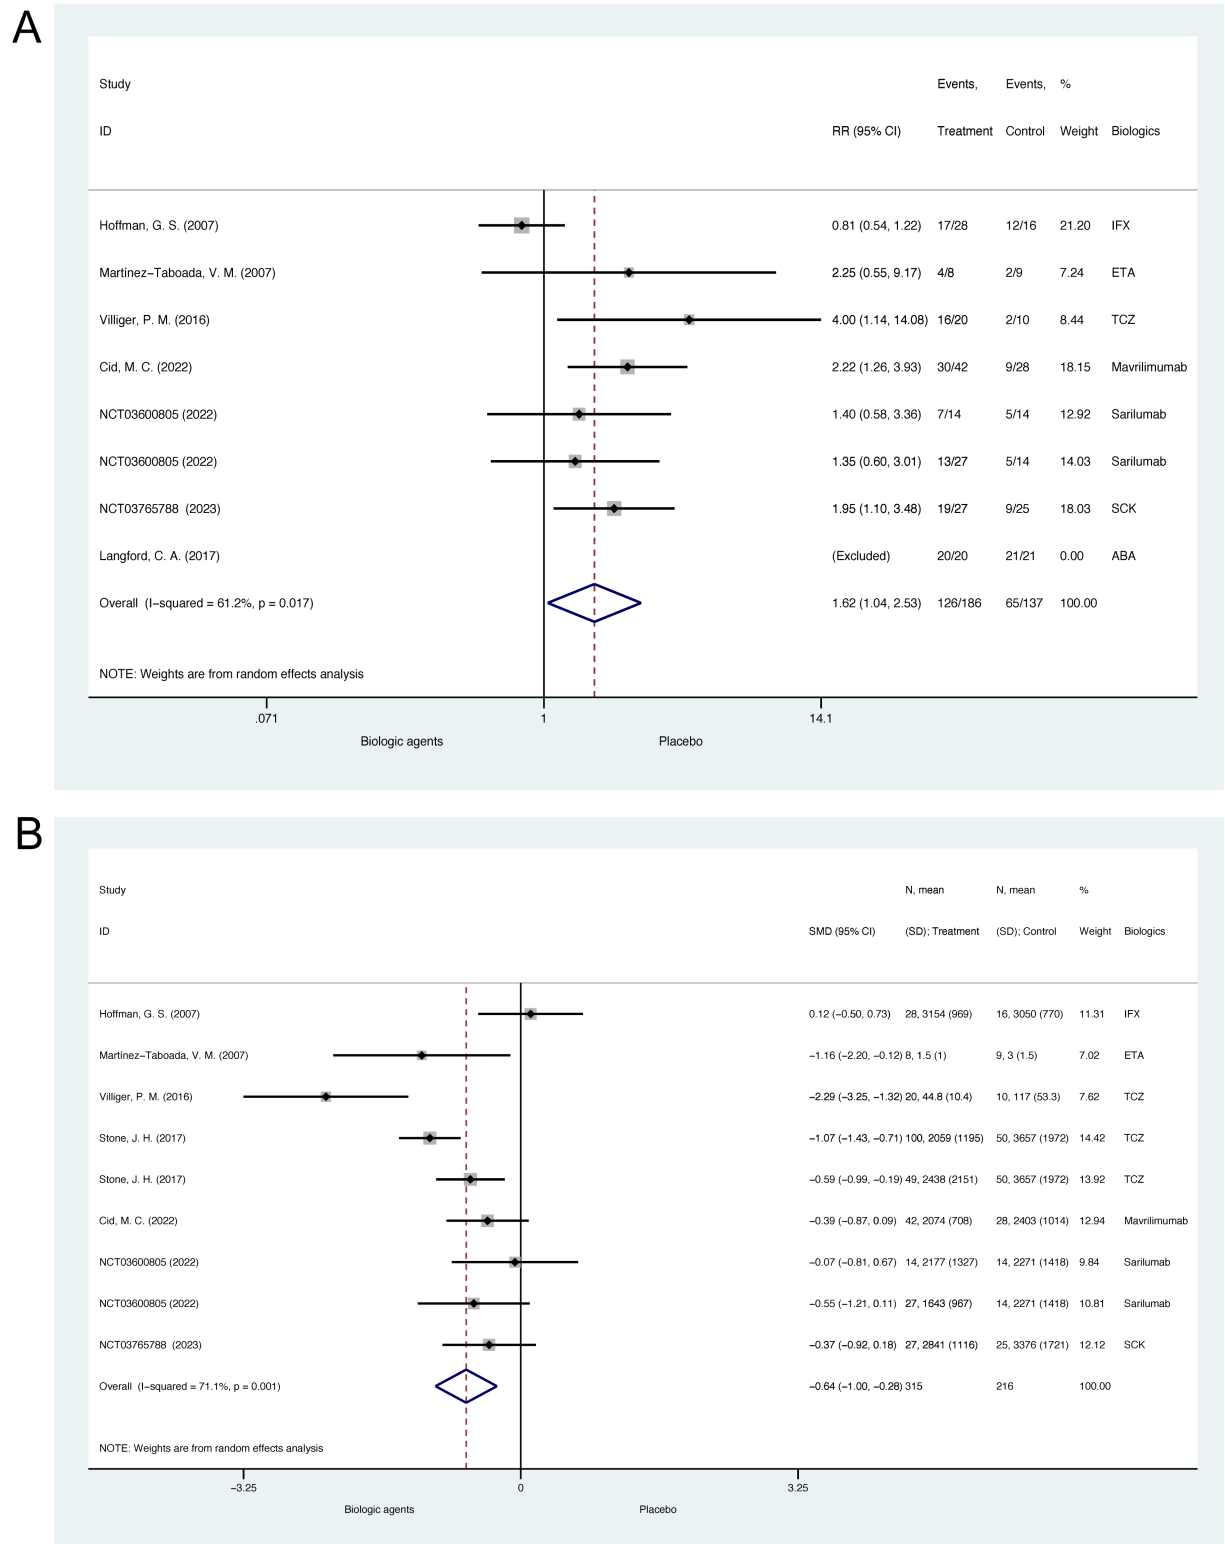 A
Study Events, Events, %
ID RR (95% CI) Treatment Control Weight Biologics
Hoffman, G. S. (2007) 0.81 (0.54, 1.22) 17/28 12/16 21.20 IFX
Martínez−Taboada, V. M. (2007) 2.25 (0.55, 9.17) 4/8 2/9 7.24 ETA
Villiger, P. M. (2016) 4.00 (1.14, 14.08) 16/20 2/10 8.44 TCZ
Cid, M. C. (2022) 2.22 (1.26, 3.93) 30/42 9/28 18.15 Mavrilimumab
NCT03600805 (2022) 1.40 (0.58, 3.36) 7/14 5/14 12.92 Sarilumab
NCT03600805 (2022) 1.35 (0.60, 3.01) 13/27 5/14 14.03 Sarilumab
NCT03765788 (2023) 1.95 (1.10, 3.48) 19/27 9/25 18.03 SCK
Langford, C. A. (2017) (Excluded) 20/20 21/21 0.00 ABA
Overall (I−squared = 61.2%, p = 0.017) 1.62 (1.04, 2.53) 126/186 65/137 100.00
NOTE: Weights are from random effects analysis
.071 1 14.1
Biologic agents Placebo
B
Study N, mean N, mean %
ID SMD (95% CI) (SD); Treatment (SD); Control Weight Biologics
Hoffman, G. S. (2007) 0.12 (−0.50, 0.73) 28, 3154 (969) 16, 3050 (770) 11.31 IFX
Martínez−Taboada, V. M. (2007) −1.16 (−2.20, −0.12) 8, 1.5 (1) 9, 3 (1.5) 7.02 ETA
Villiger, P. M. (2016) −2.29 (−3.25, −1.32) 20, 44.8 (10.4) 10, 117 (53.3) 7.62 TCZ
Stone, J. H. (2017) −1.07 (−1.43, −0.71) 100, 2059 (1195) 50, 3657 (1972) 14.42 TCZ
Stone, J. H. (2017) −0.59 (−0.99, −0.19) 49, 2438 (2151) 50, 3657 (1972) 13.92 TCZ
Cid, M. C. (2022) −0.39 (−0.87, 0.09) 42, 2074 (708) 28, 2403 (1014) 12.94 Mavrilimumab
NCT03600805 (2022) −0.07 (−0.81, 0.67) 14, 2177 (1327) 14, 2271 (1418) 9.84 Sarilumab
NCT03600805 (2022) −0.55 (−1.21, 0.11) 27, 1643 (967) 14, 2271 (1418) 10.81 Sarilumab
NCT03765788 (2023) −0.37 (−0.92, 0.18) 27, 2841 (1116) 25, 3376 (1721) 12.12 SCK
Overall (I−squared = 71.1%, p = 0.001) −0.64 (−1.00, −0.28) 315 216 100.00
NOTE: Weights are from random effects analysis
−3.25 0 3.25
Biologic agents Placebo